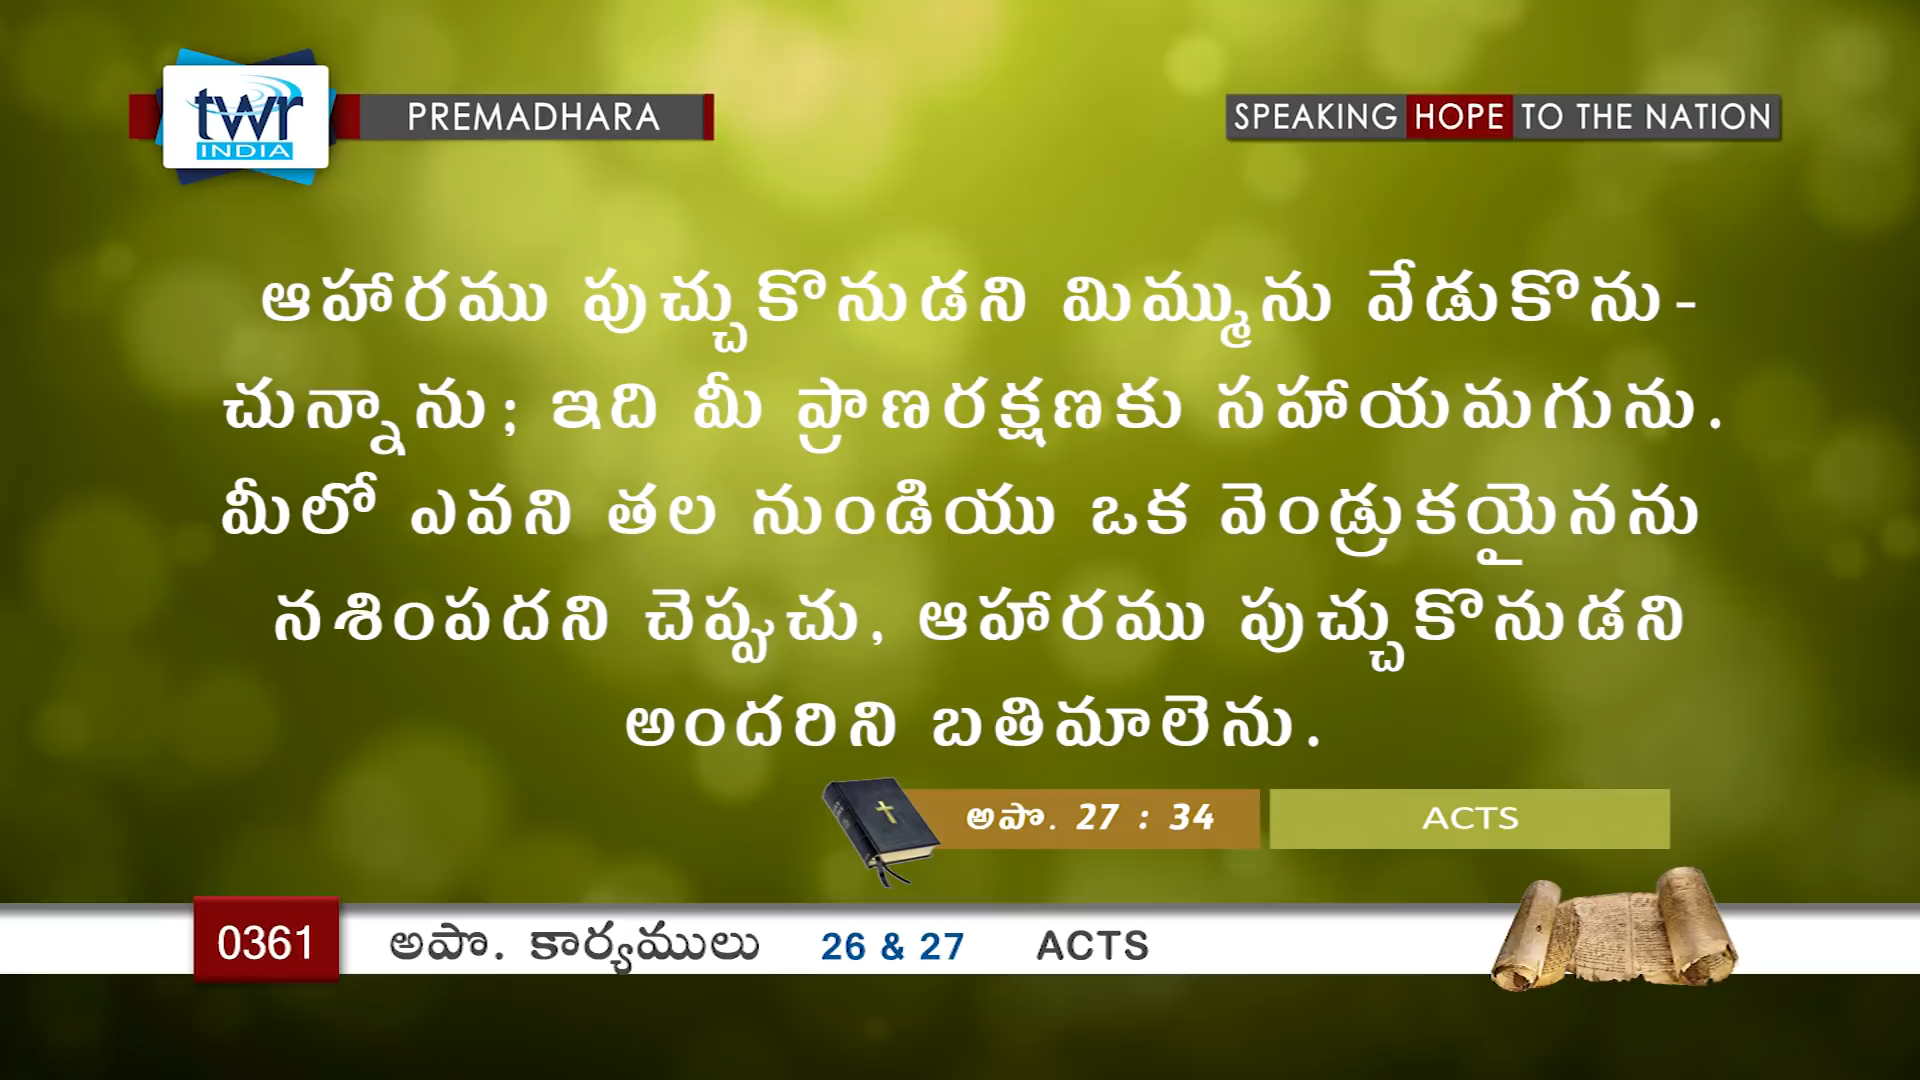 twr
INDIA
PREMADHARA
SPEAKING HOPE TO THE NATION
ఆహారము పుచ్చుకొనుడని మిమ్మును వేడుకొను-
చున్నాను; ఇది మీ ప్రాణరక్షణకు సహాయమగును.
మీలో ఎవని తల నుండియు ఒక వెండ్రుకయైనను
నశింపదని చెప్పుచు, ఆహారము పుచ్చుకొనుడని
అందరిని బతిమాలెను.
అపొ. 27 : 34 ACTS
0361 అపొ. కార్యములు 26 & 27 ACTS